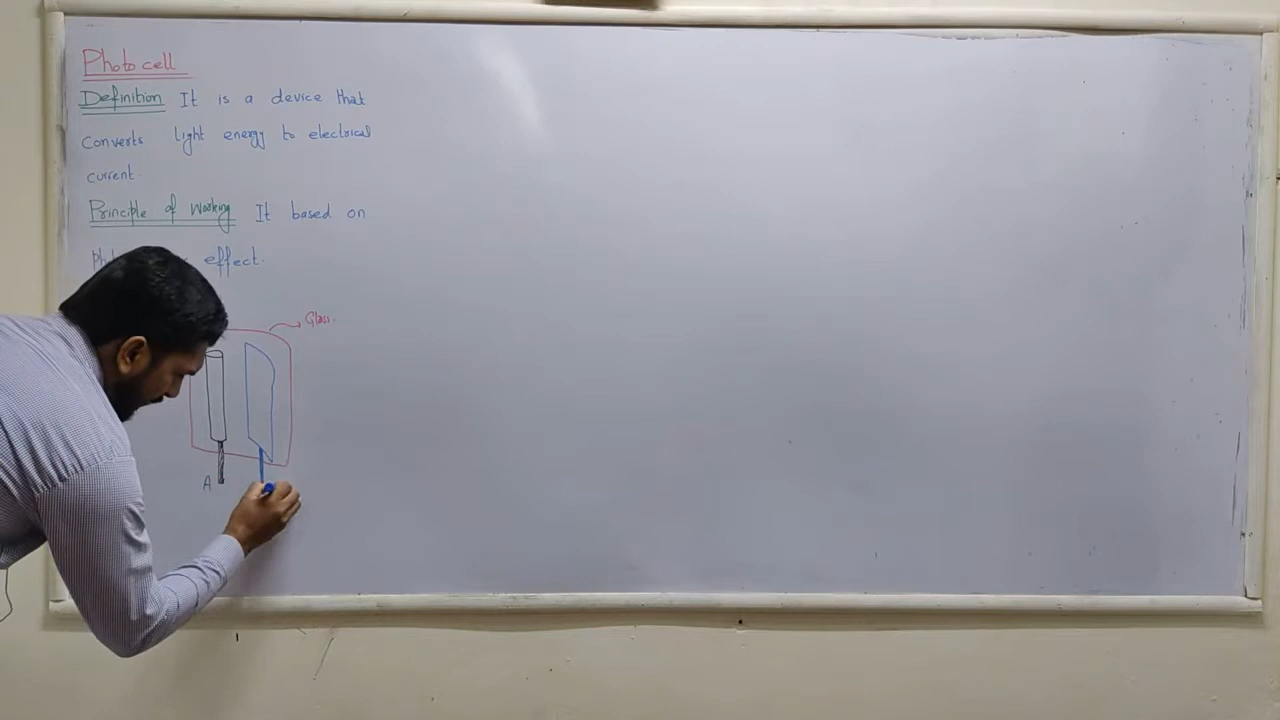 Photo cell
Definition It is a device that
converts light energy to electrical
current.
Principle of Working It based on
effect.
Glass.
A